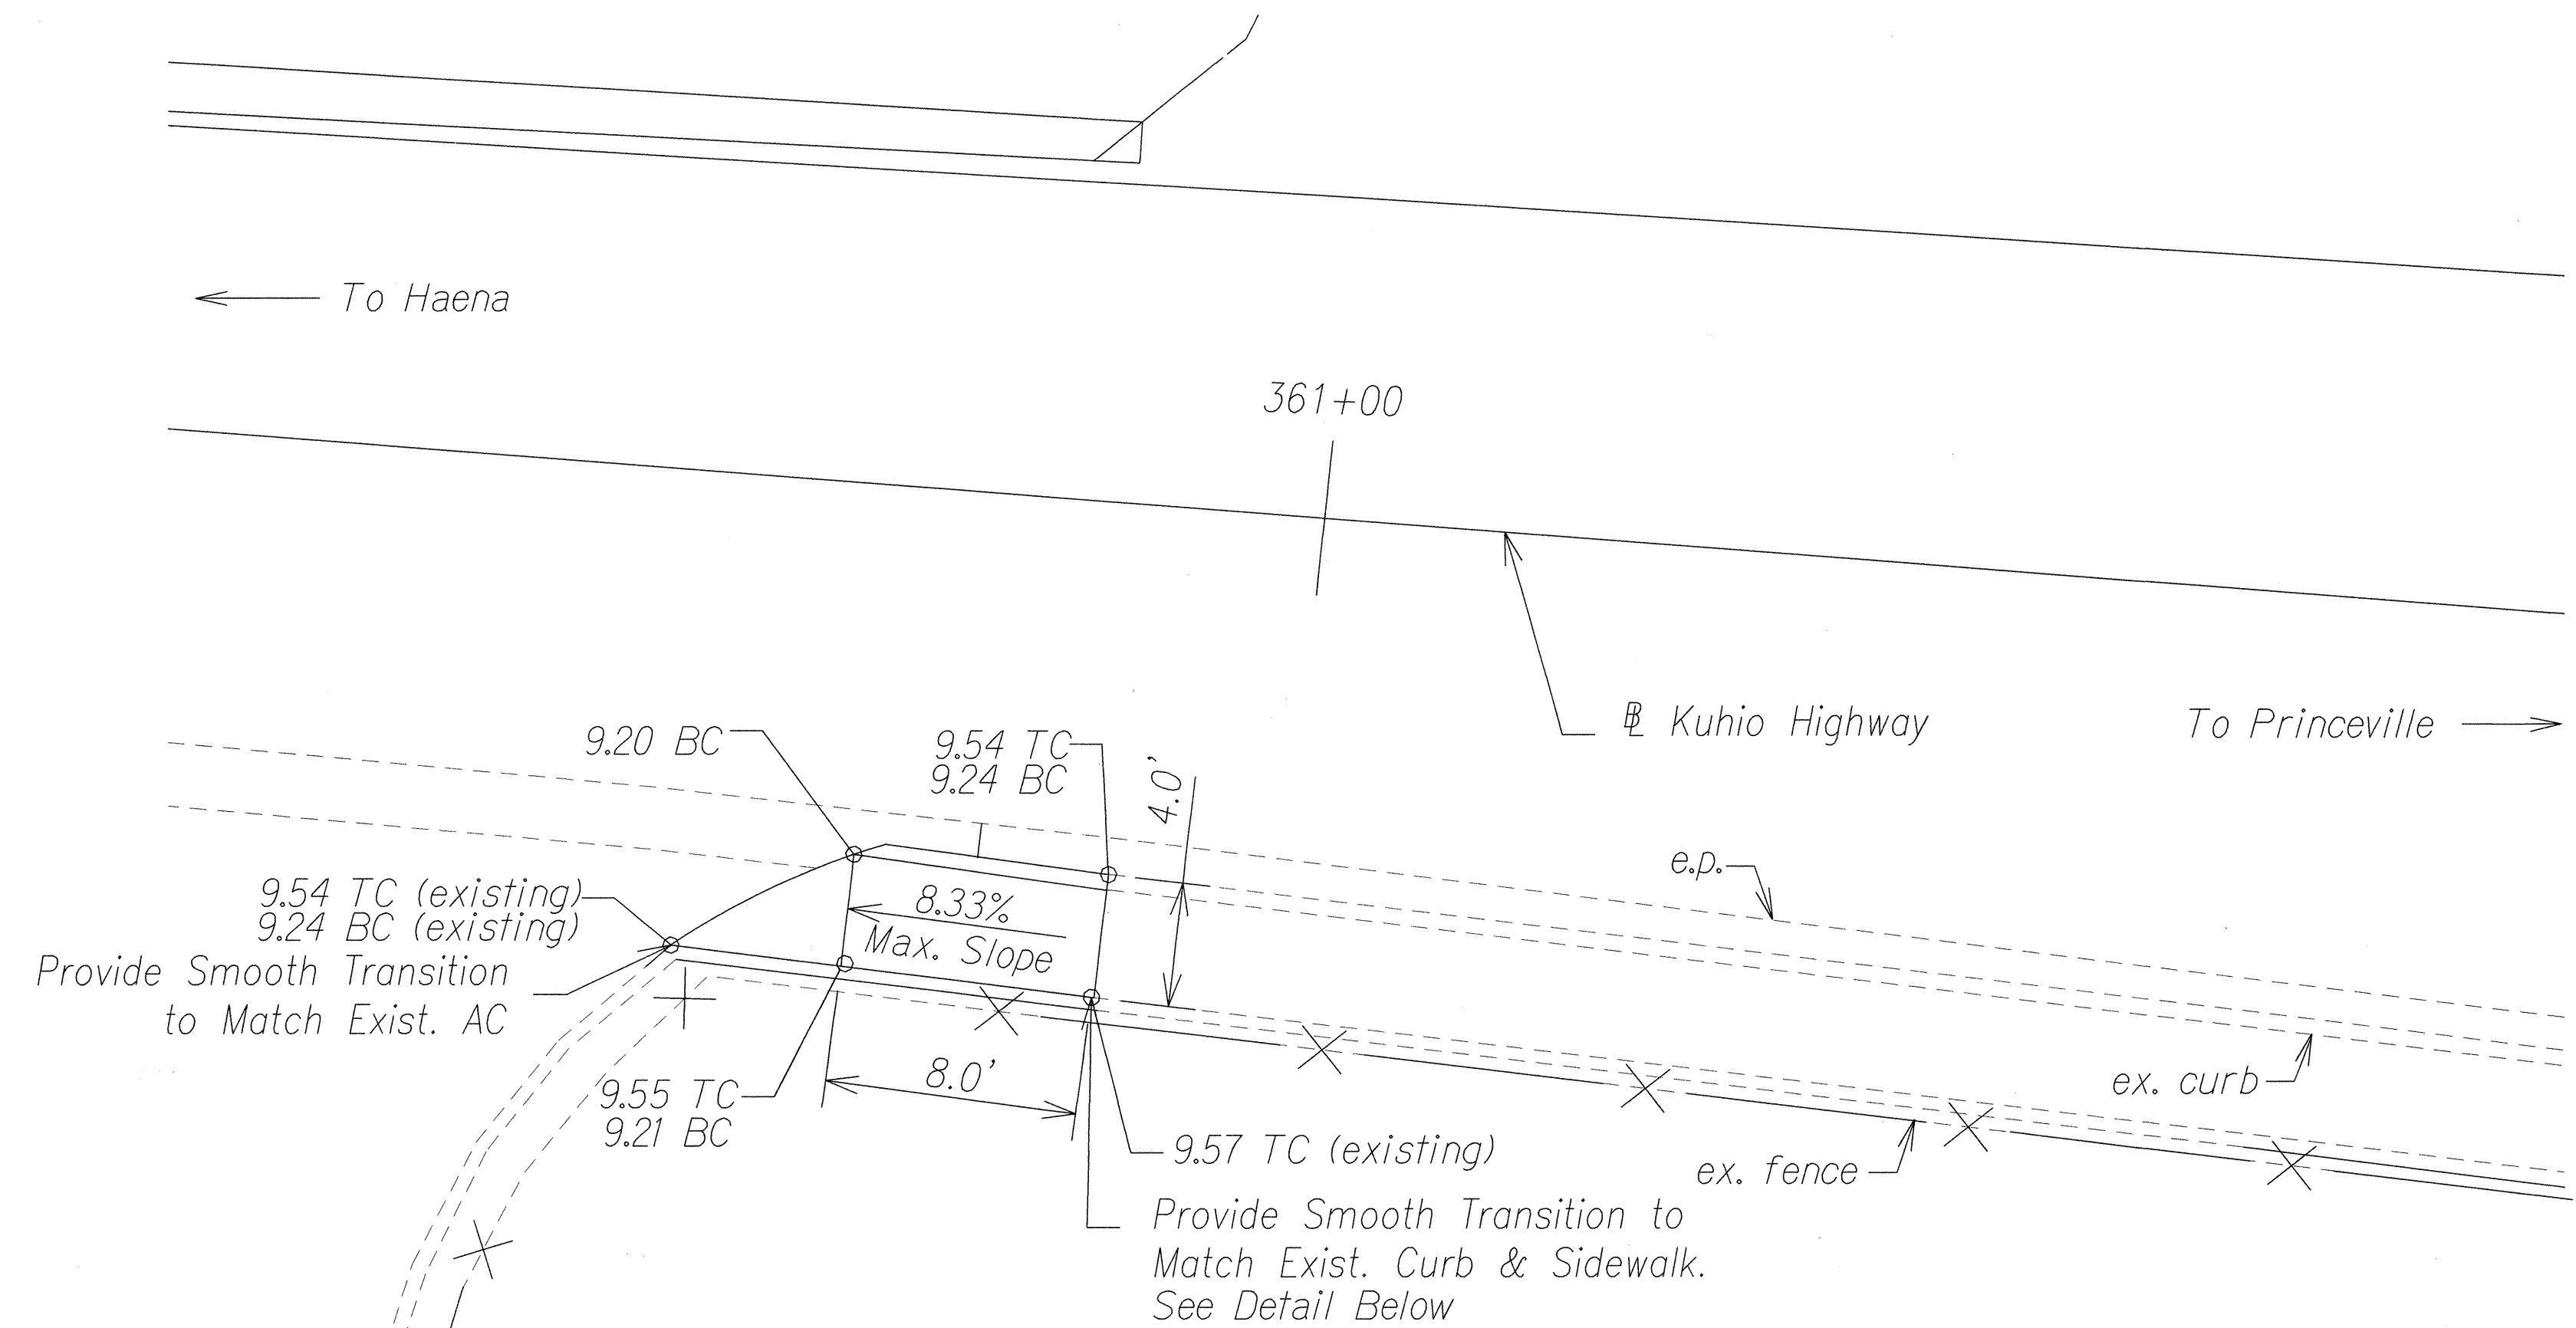 To Haena
361+00
℄ Kuhio Highway
To Princeville
9.20 BC
9.54 TC
9.24 BC
4.0'
e.p.
9.54 TC (existing)
9.24 BC (existing)
Provide Smooth Transition
to Match Exist. AC
8.33%
Max. Slope
9.55 TC
9.21 BC
8.0'
ex. curb
ex. fence
9.57 TC (existing)
Provide Smooth Transition to
Match Exist. Curb & Sidewalk.
See Detail Below